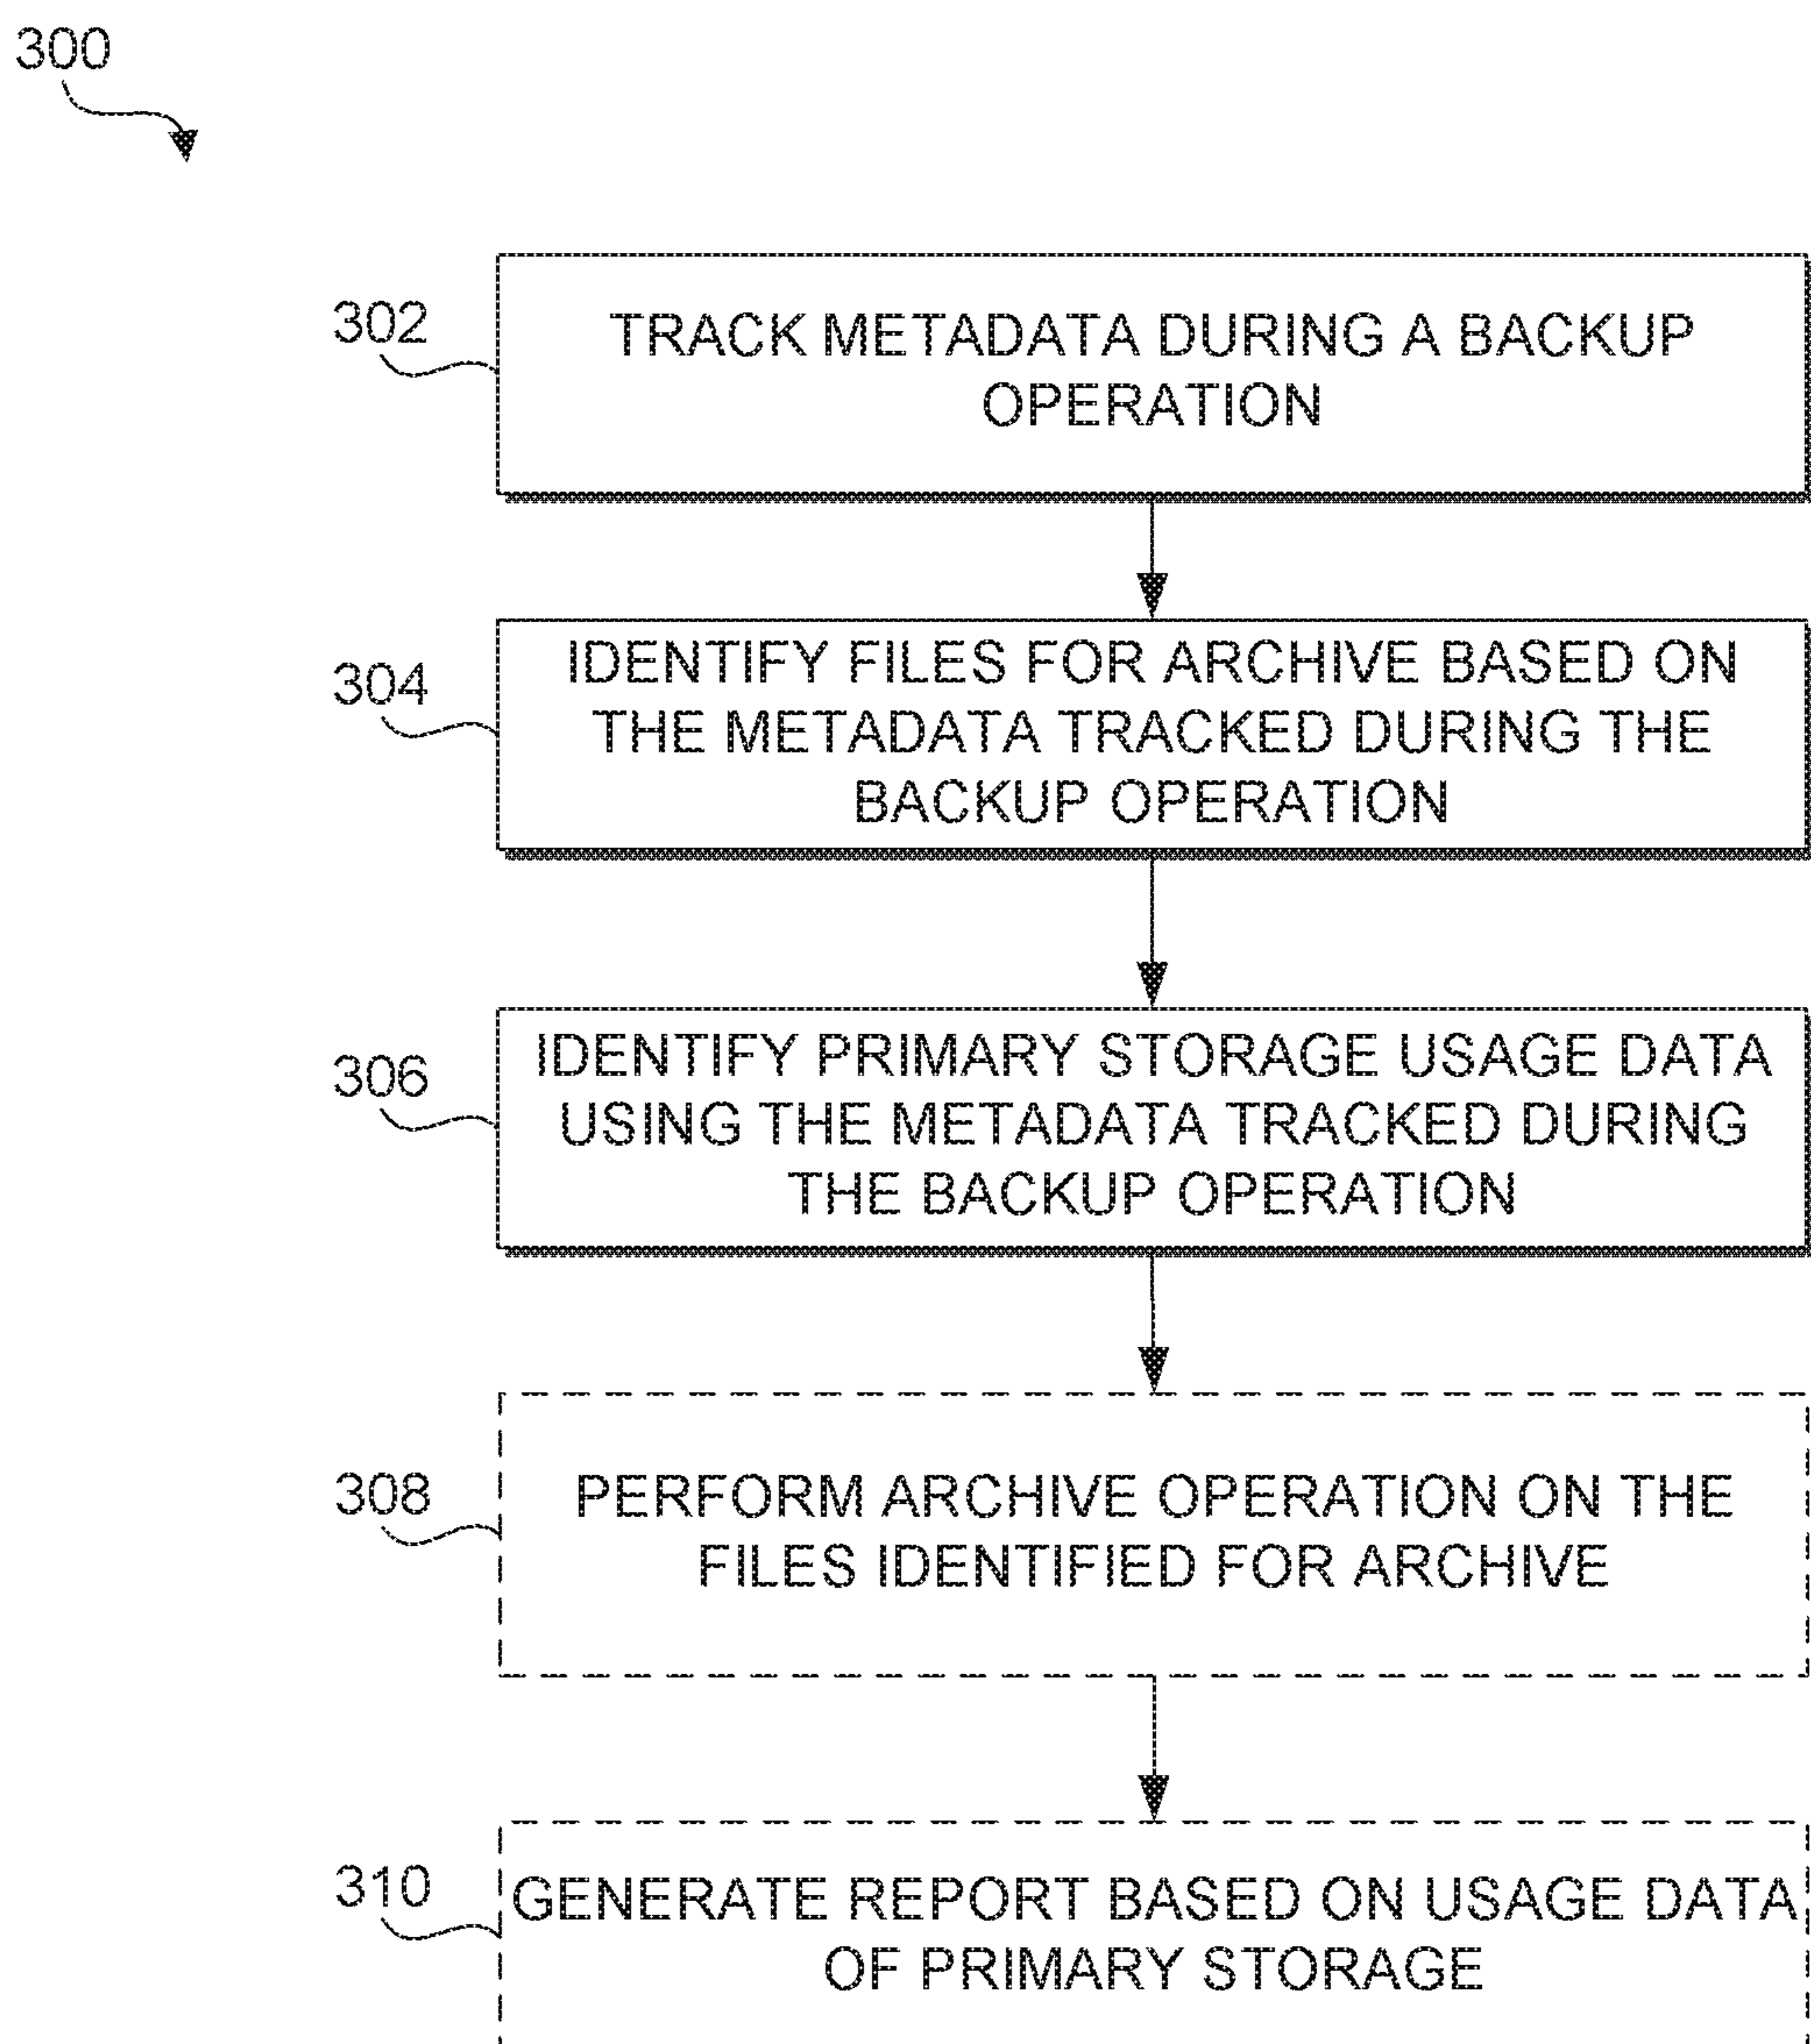 300
302
TRACK METADATA DURING A BACKUP
OPERATION
304
IDENTIFY FILES FOR ARCHIVE BASED ON
THE METADATA TRACKED DURING THE
BACKUP OPERATION
306
IDENTIFY PRIMARY STORAGE USAGE DATA
USING THE METADATA TRACKED DURING
THE BACKUP OPERATION
308
PERFORM ARCHIVE OPERATION ON THE
FILES IDENTIFIED FOR ARCHIVE
310
GENERATE REPORT BASED ON USAGE DATA
OF PRIMARY STORAGE